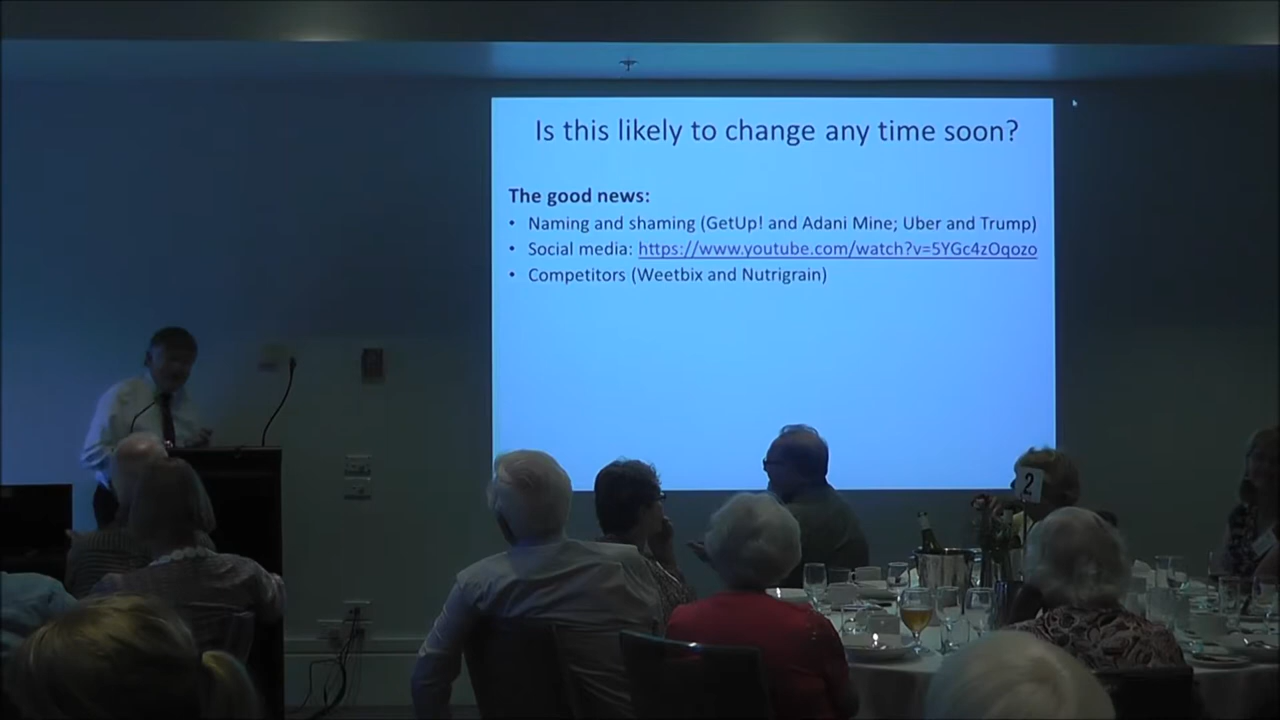 Is this likely to change any time soon?
The good news:
• Naming and shaming (GetUp! and Adani Mine; Uber and Trump)
• Social media: https://www.youtube.com/watch?v=5YGc4zOqozo
• Competitors (Weetbix and Nutrigrain)
2